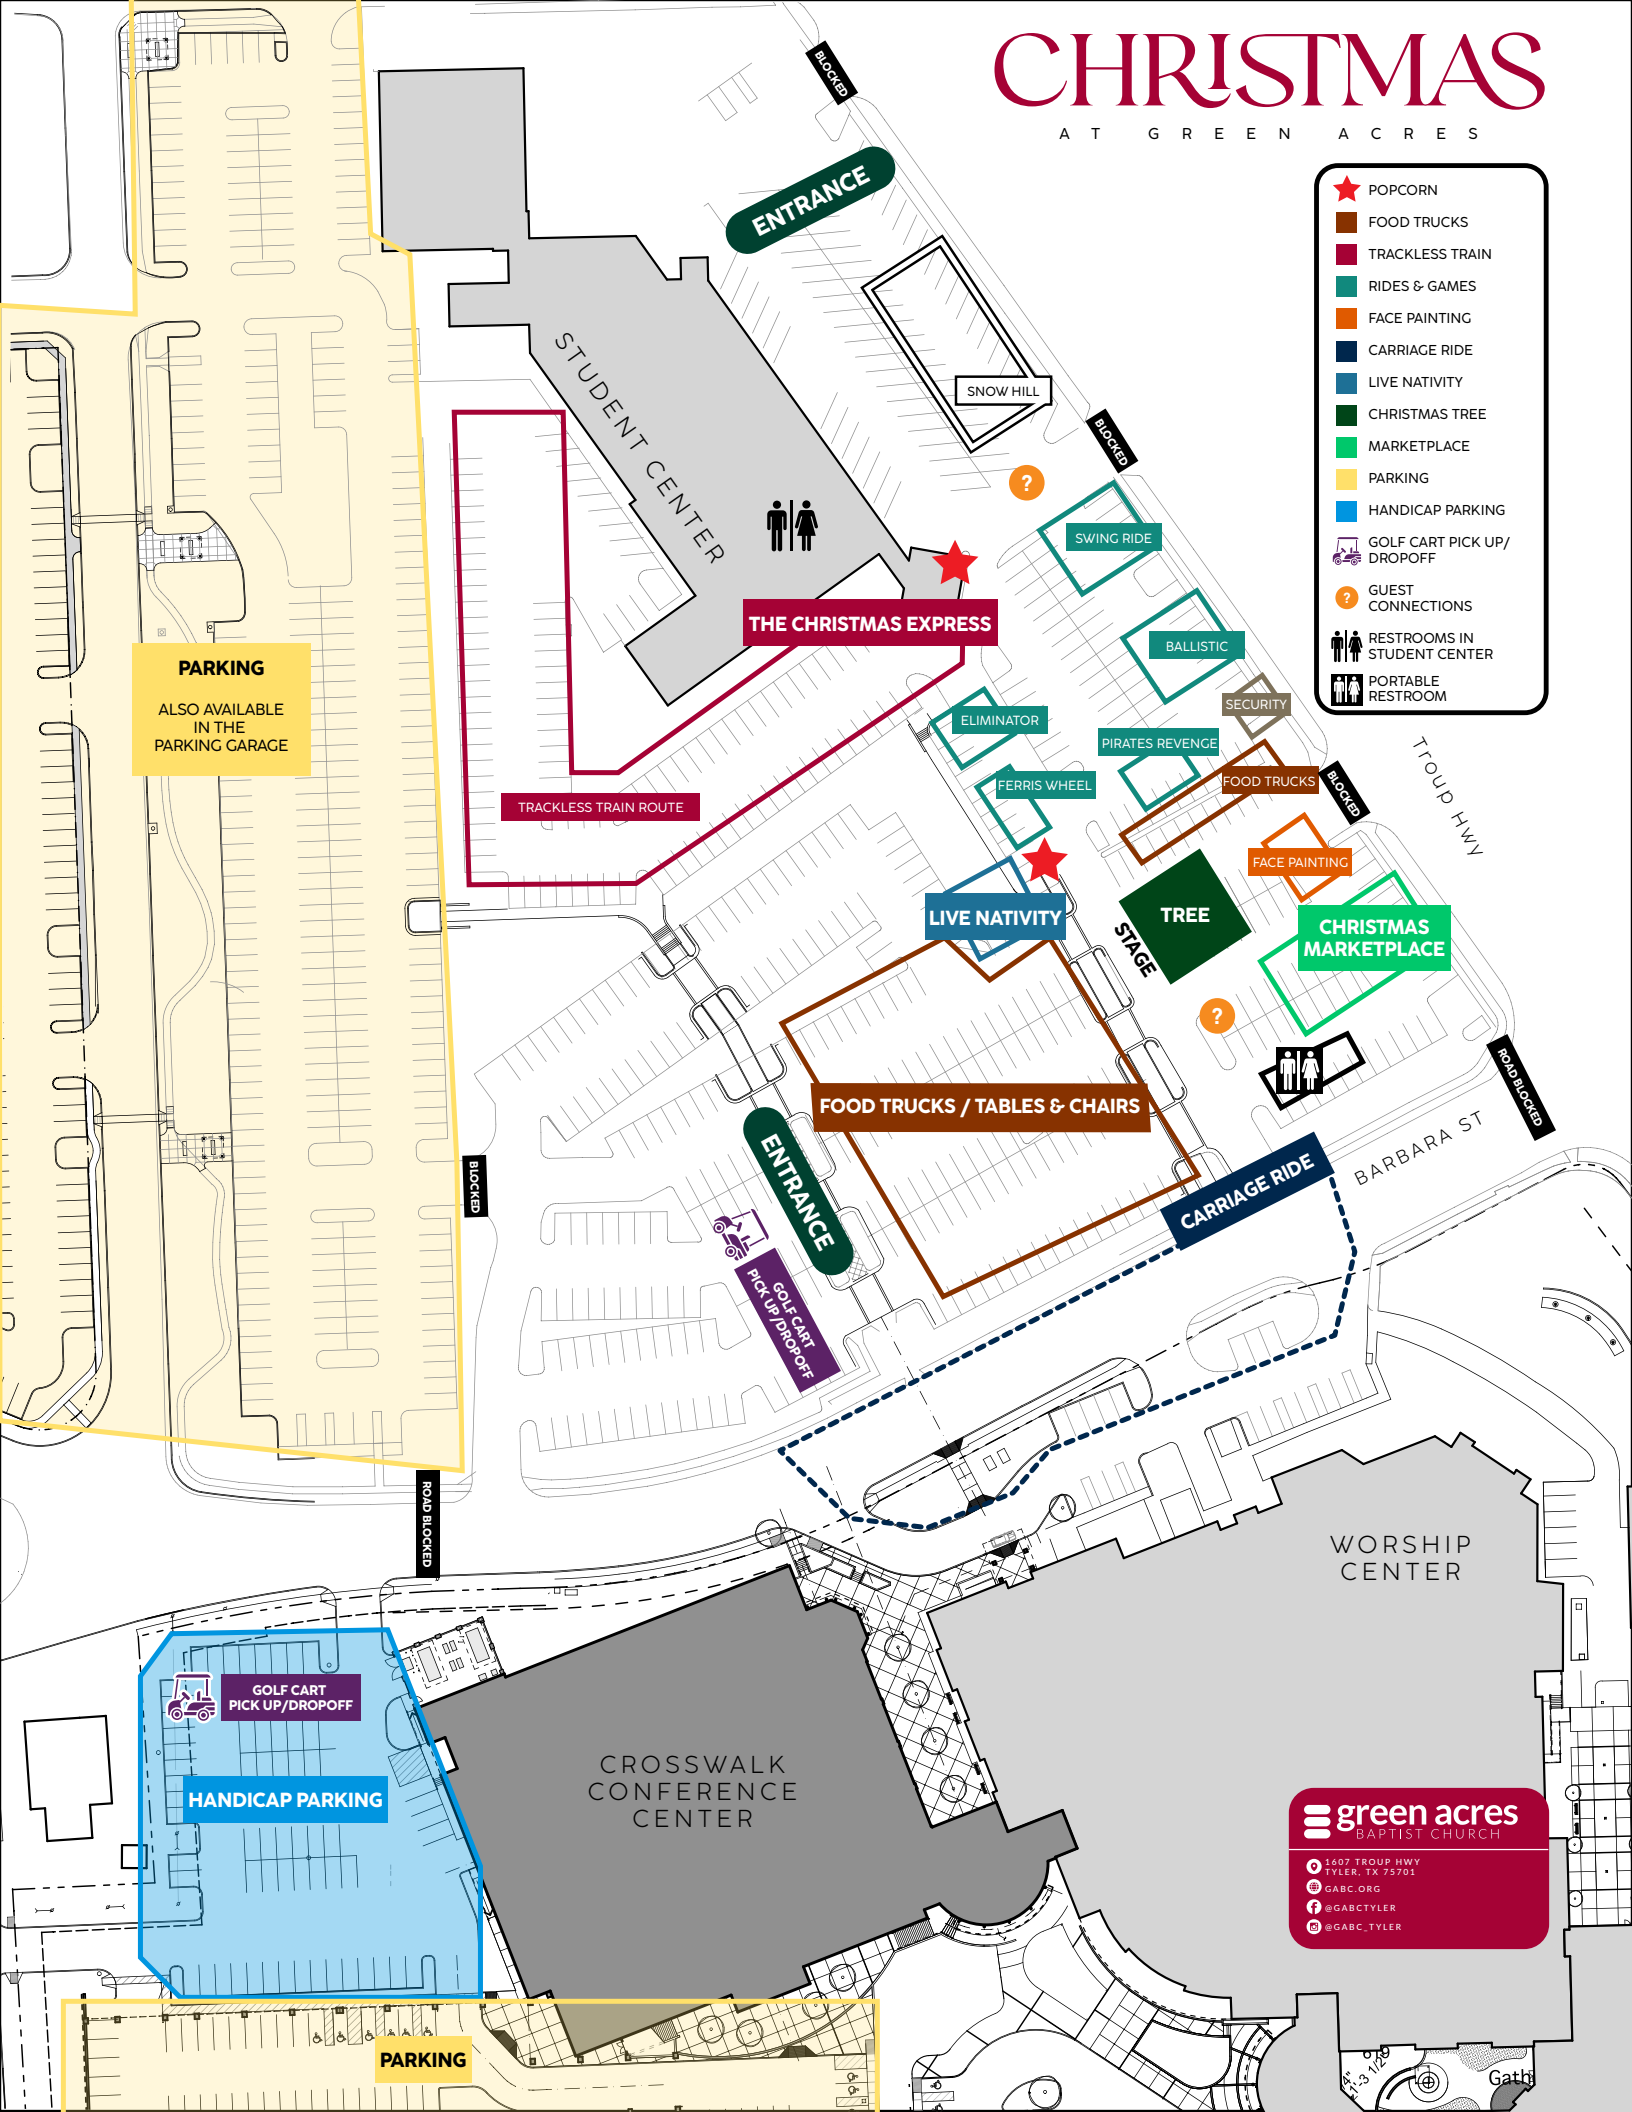 CHRISTMAS
AT GREEN ACRES
POPCORN
FOOD TRUCKS
TRACKLESS TRAIN
RIDES & GAMES
FACE PAINTING
CARRIAGE RIDE
LIVE NATIVITY
CHRISTMAS TREE
MARKETPLACE
PARKING
HANDICAP PARKING
GOLF CART PICK UP/
DROPOFF
?
GUEST
CONNECTIONS
RESTROOMS IN
STUDENT CENTER
PORTABLE
RESTROOM
BLOCKED
ENTRANCE
SNOW HILL
BLOCKED
?
STUDENT CENTER
SWING RIDE
THE CHRISTMAS EXPRESS
BALLISTIC
SECURITY
PARKING
ALSO AVAILABLE
IN THE
PARKING GARAGE
ELIMINATOR
PIRATES REVENGE
FERRIS WHEEL
FOOD TRUCKS
BLOCKED
Troup Hwy
TRACKLESS TRAIN ROUTE
FACE PAINTING
LIVE NATIVITY
TREE
STAGE
CHRISTMAS
MARKETPLACE
?
ROAD BLOCKED
FOOD TRUCKS / TABLES & CHAIRS
ENTRANCE
BARBARA ST
CARRIAGE RIDE
BLOCKED
GOLF CART
PICK UP/DROPOFF
ROAD BLOCKED
WORSHIP
CENTER
GOLF CART
PICK UP/DROPOFF
HANDICAP PARKING
CROSSWALK
CONFERENCE
CENTER
green acres
BAPTIST CHURCH
1607 TROUP HWY
TYLER, TX 75701
GABC.ORG
@GABCTYLER
@GABC_TYLER
PARKING